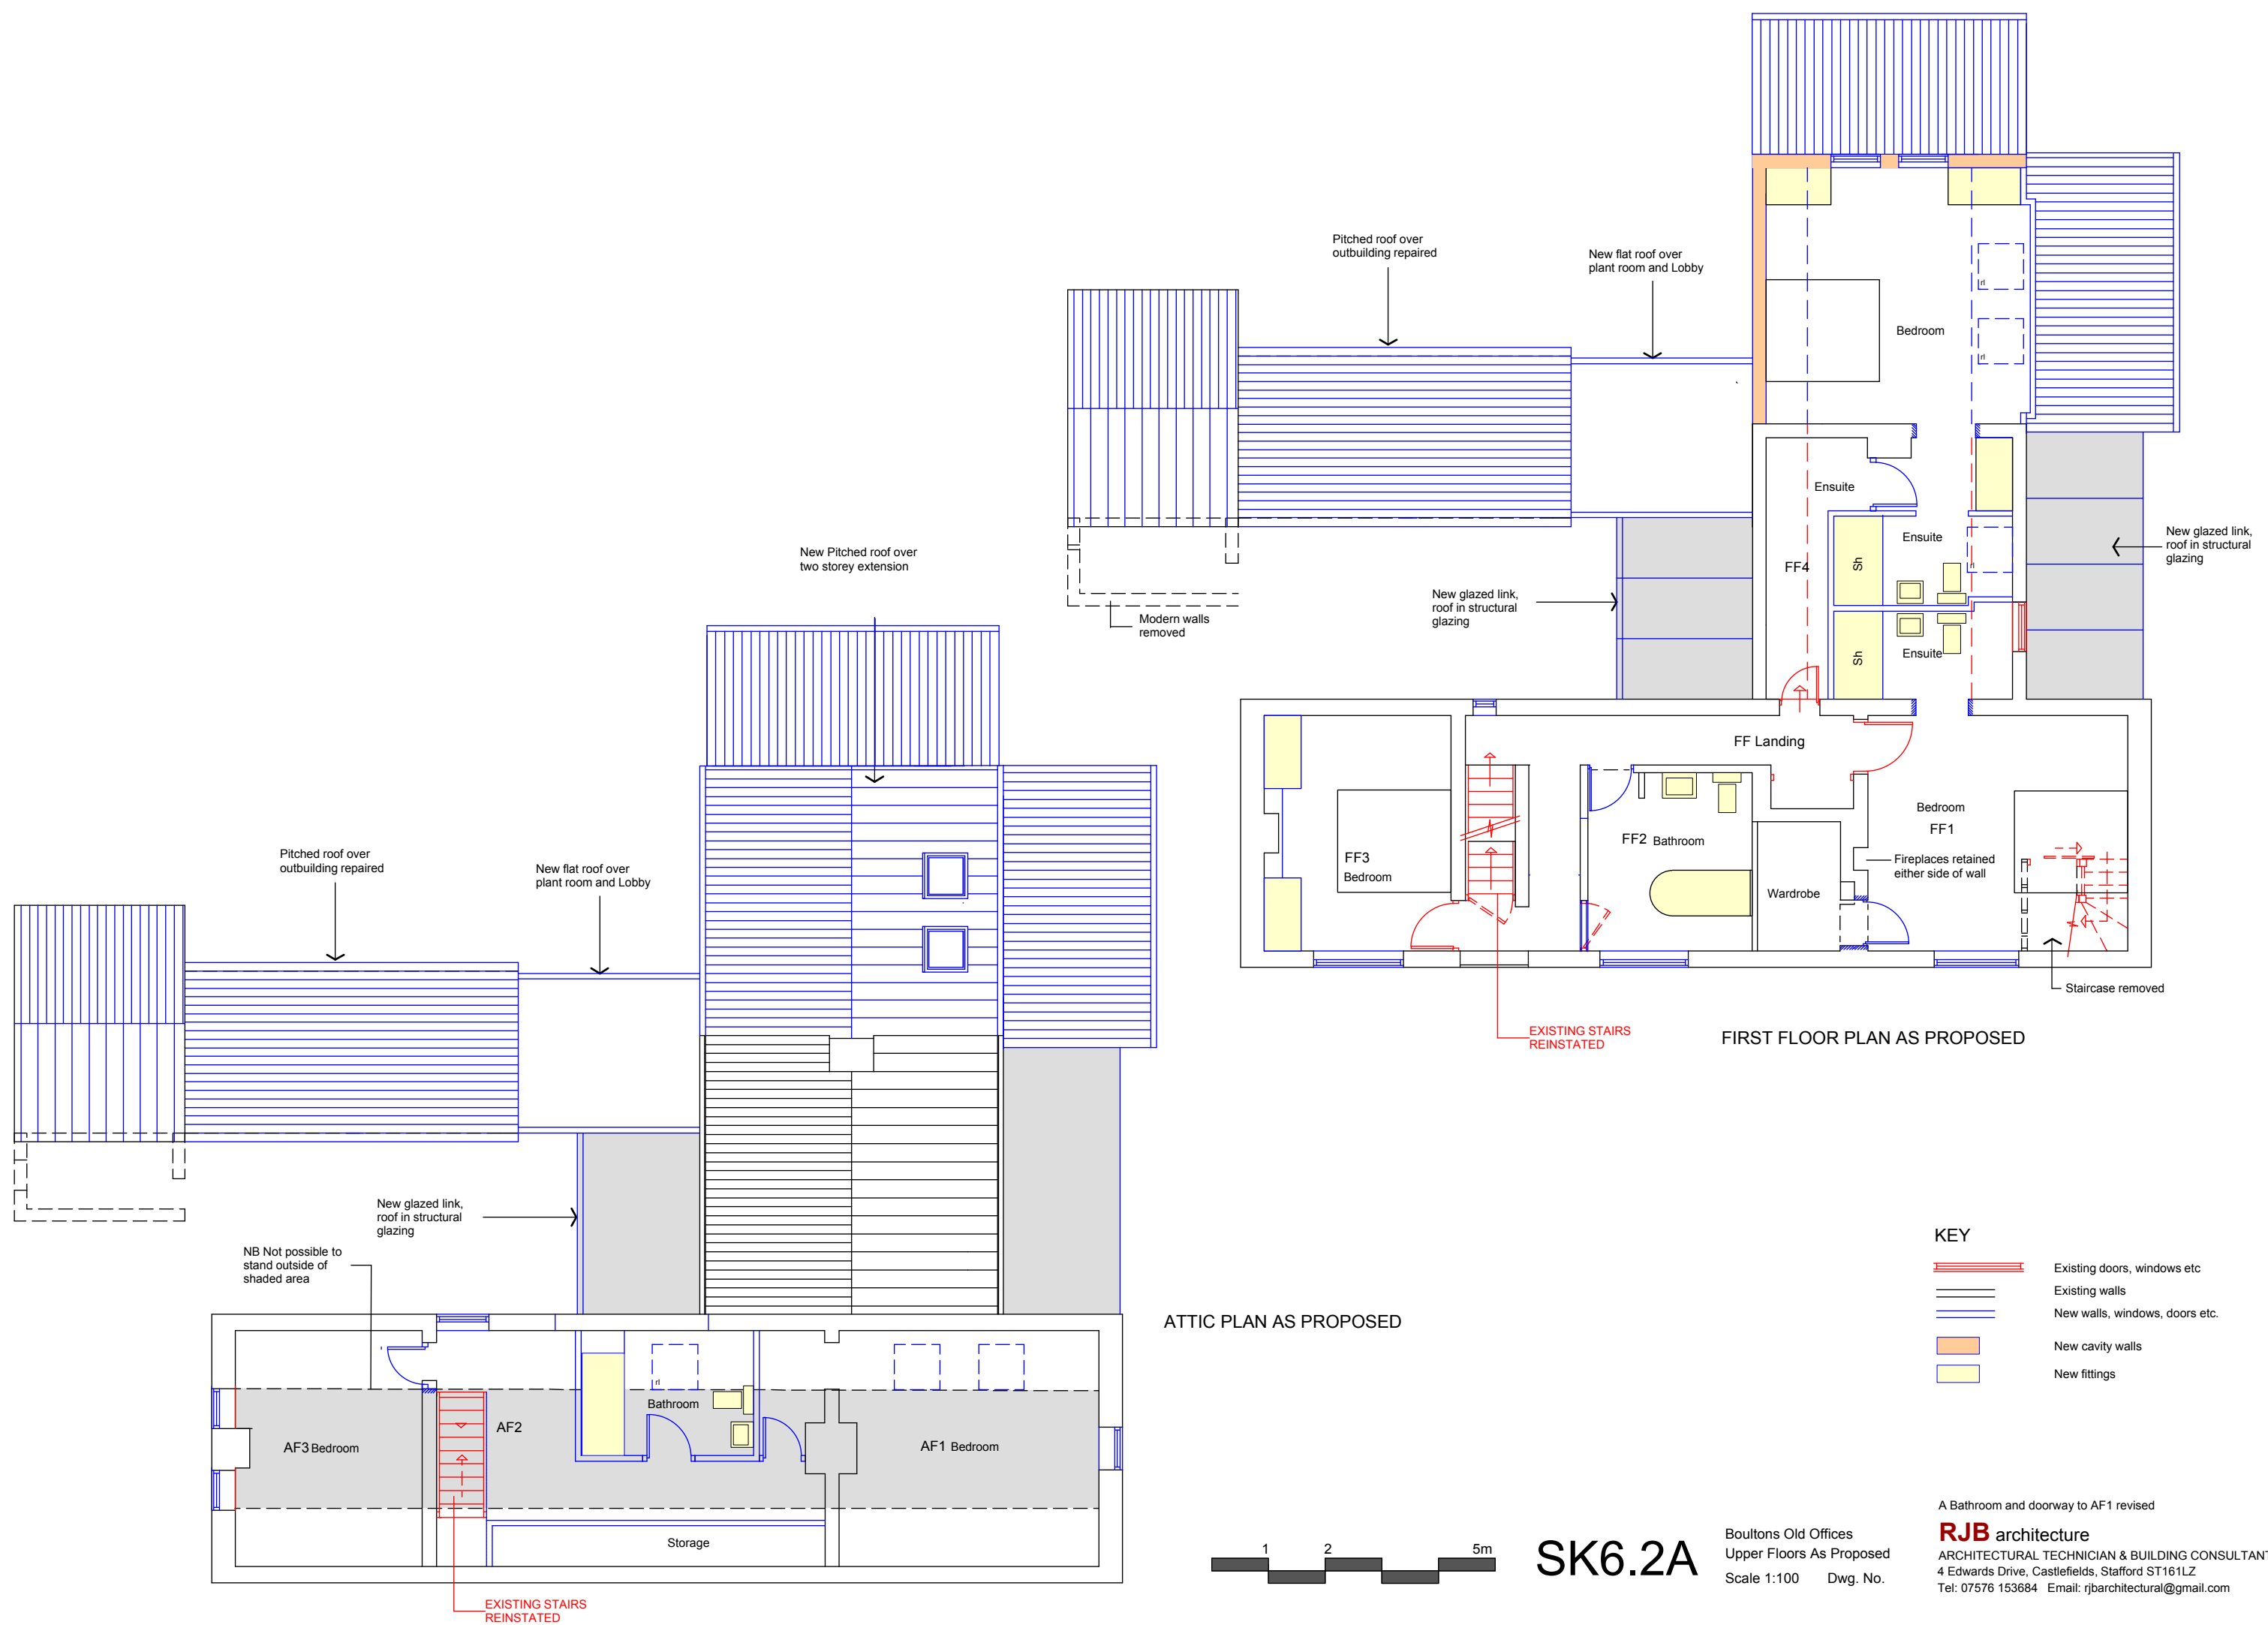 Pitched roof over
outbuilding repaired
New flat roof over
plant room and Lobby
rl
Bedroom
rl
Ensuite
New glazed link,
roof in structural
glazing
Ensuite
Sh
rl
FF4
New glazed link,
roof in structural
glazing
Modern walls
removed
Sh
Ensuite
FF Landing
Bedroom
FF1
FF2 Bathroom
FF3
Bedroom
Fireplaces retained
either side of wall
Wardrobe
Staircase removed
EXISTING STAIRS
REINSTATED
FIRST FLOOR PLAN AS PROPOSED
New Pitched roof over
two storey extension
Pitched roof over
outbuilding repaired
New flat roof over
plant room and Lobby
New glazed link,
roof in structural
glazing
NB Not possible to
stand outside of
shaded area
ATTIC PLAN AS PROPOSED
rl
Bathroom
AF2
AF3 Bedroom
AF1 Bedroom
Storage
EXISTING STAIRS
REINSTATED
KEY
Existing doors, windows etc
Existing walls
New walls, windows, doors etc.
New cavity walls
New fittings
1 2 5m
SK6.2A
Boultons Old Offices
Upper Floors As Proposed
Scale 1:100 Dwg. No.
A Bathroom and doorway to AF1 revised
RJB architecture
ARCHITECTURAL TECHNICIAN & BUILDING CONSULTANT
4 Edwards Drive, Castlefields, Stafford ST161LZ
Tel: 07576 153684 Email: rjbarchitectural@gmail.com